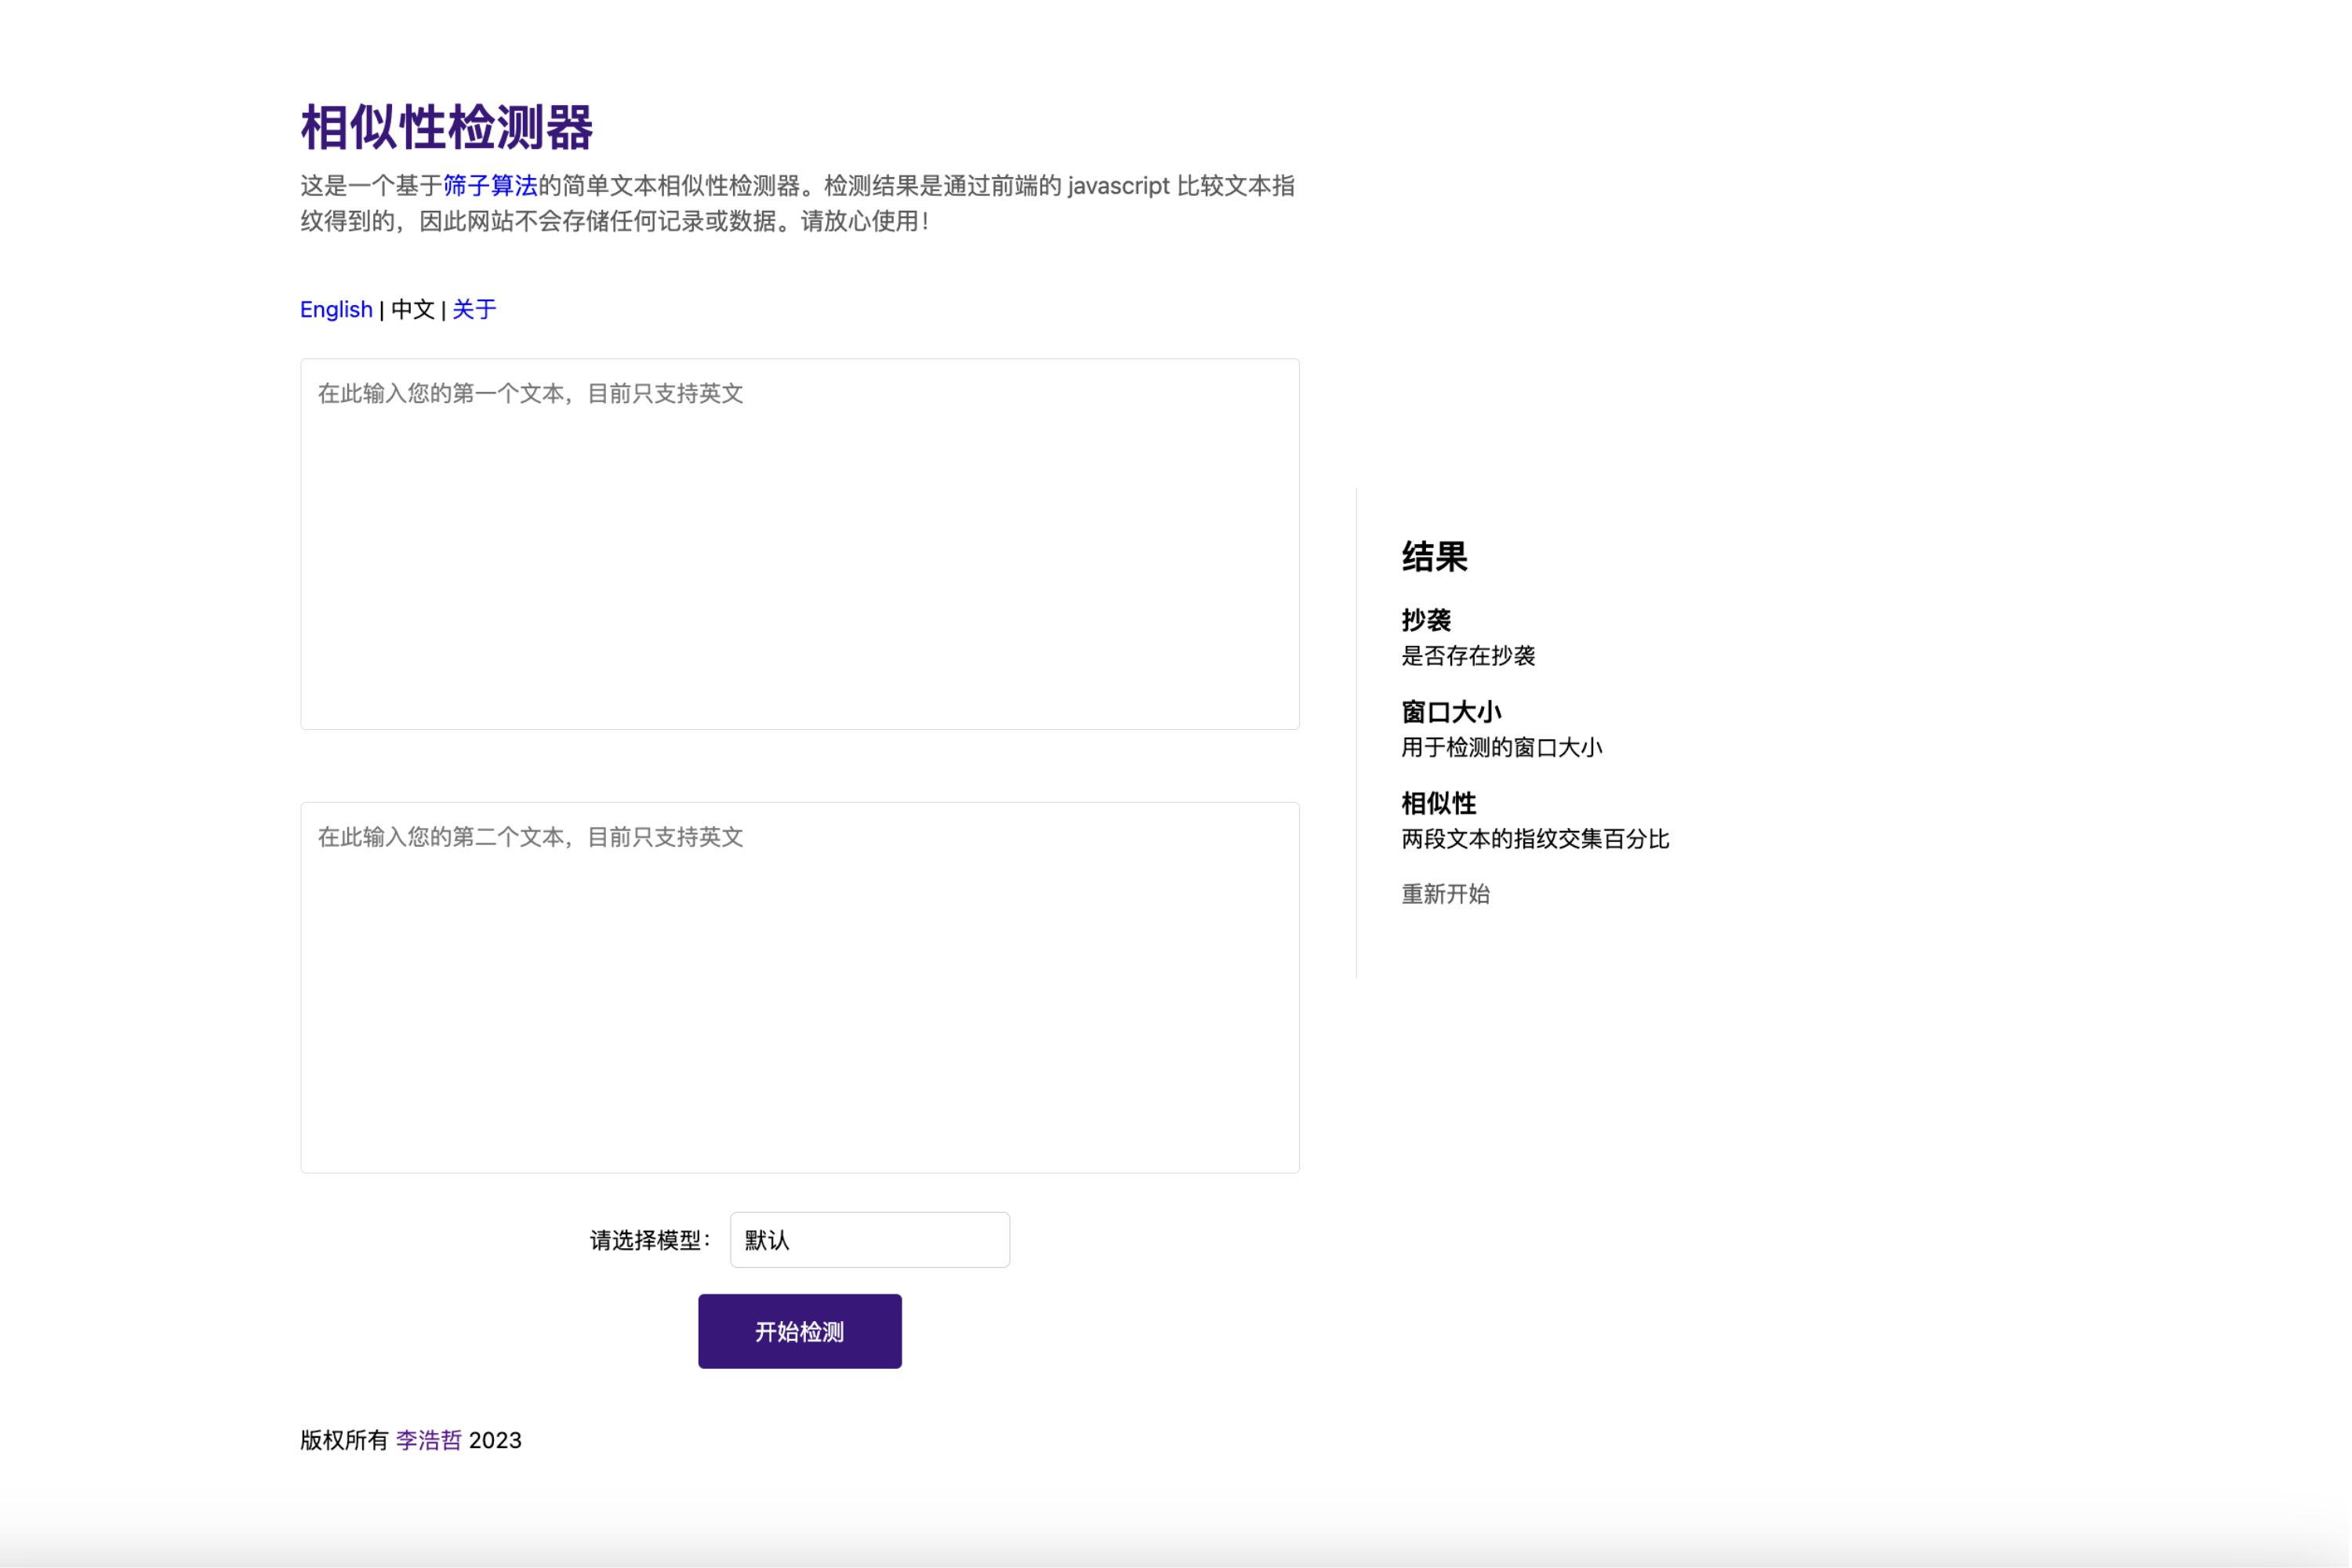 相似性检测器
这是一个基于筛子算法的简单文本相似性检测器。检测结果是通过前端的 javascript 比较文本指
纹得到的，因此网站不会存储任何记录或数据。请放心使用！
English | 中文 | 关于
在此输入您的第一个文本，目前只支持英文
在此输入您的第二个文本，目前只支持英文
请选择模型：
默认
开始检测
结果
抄袭
是否存在抄袭
窗口大小
用于检测的窗口大小
相似性
两段文本的指纹交集百分比
重新开始
版权所有 李浩哲 2023